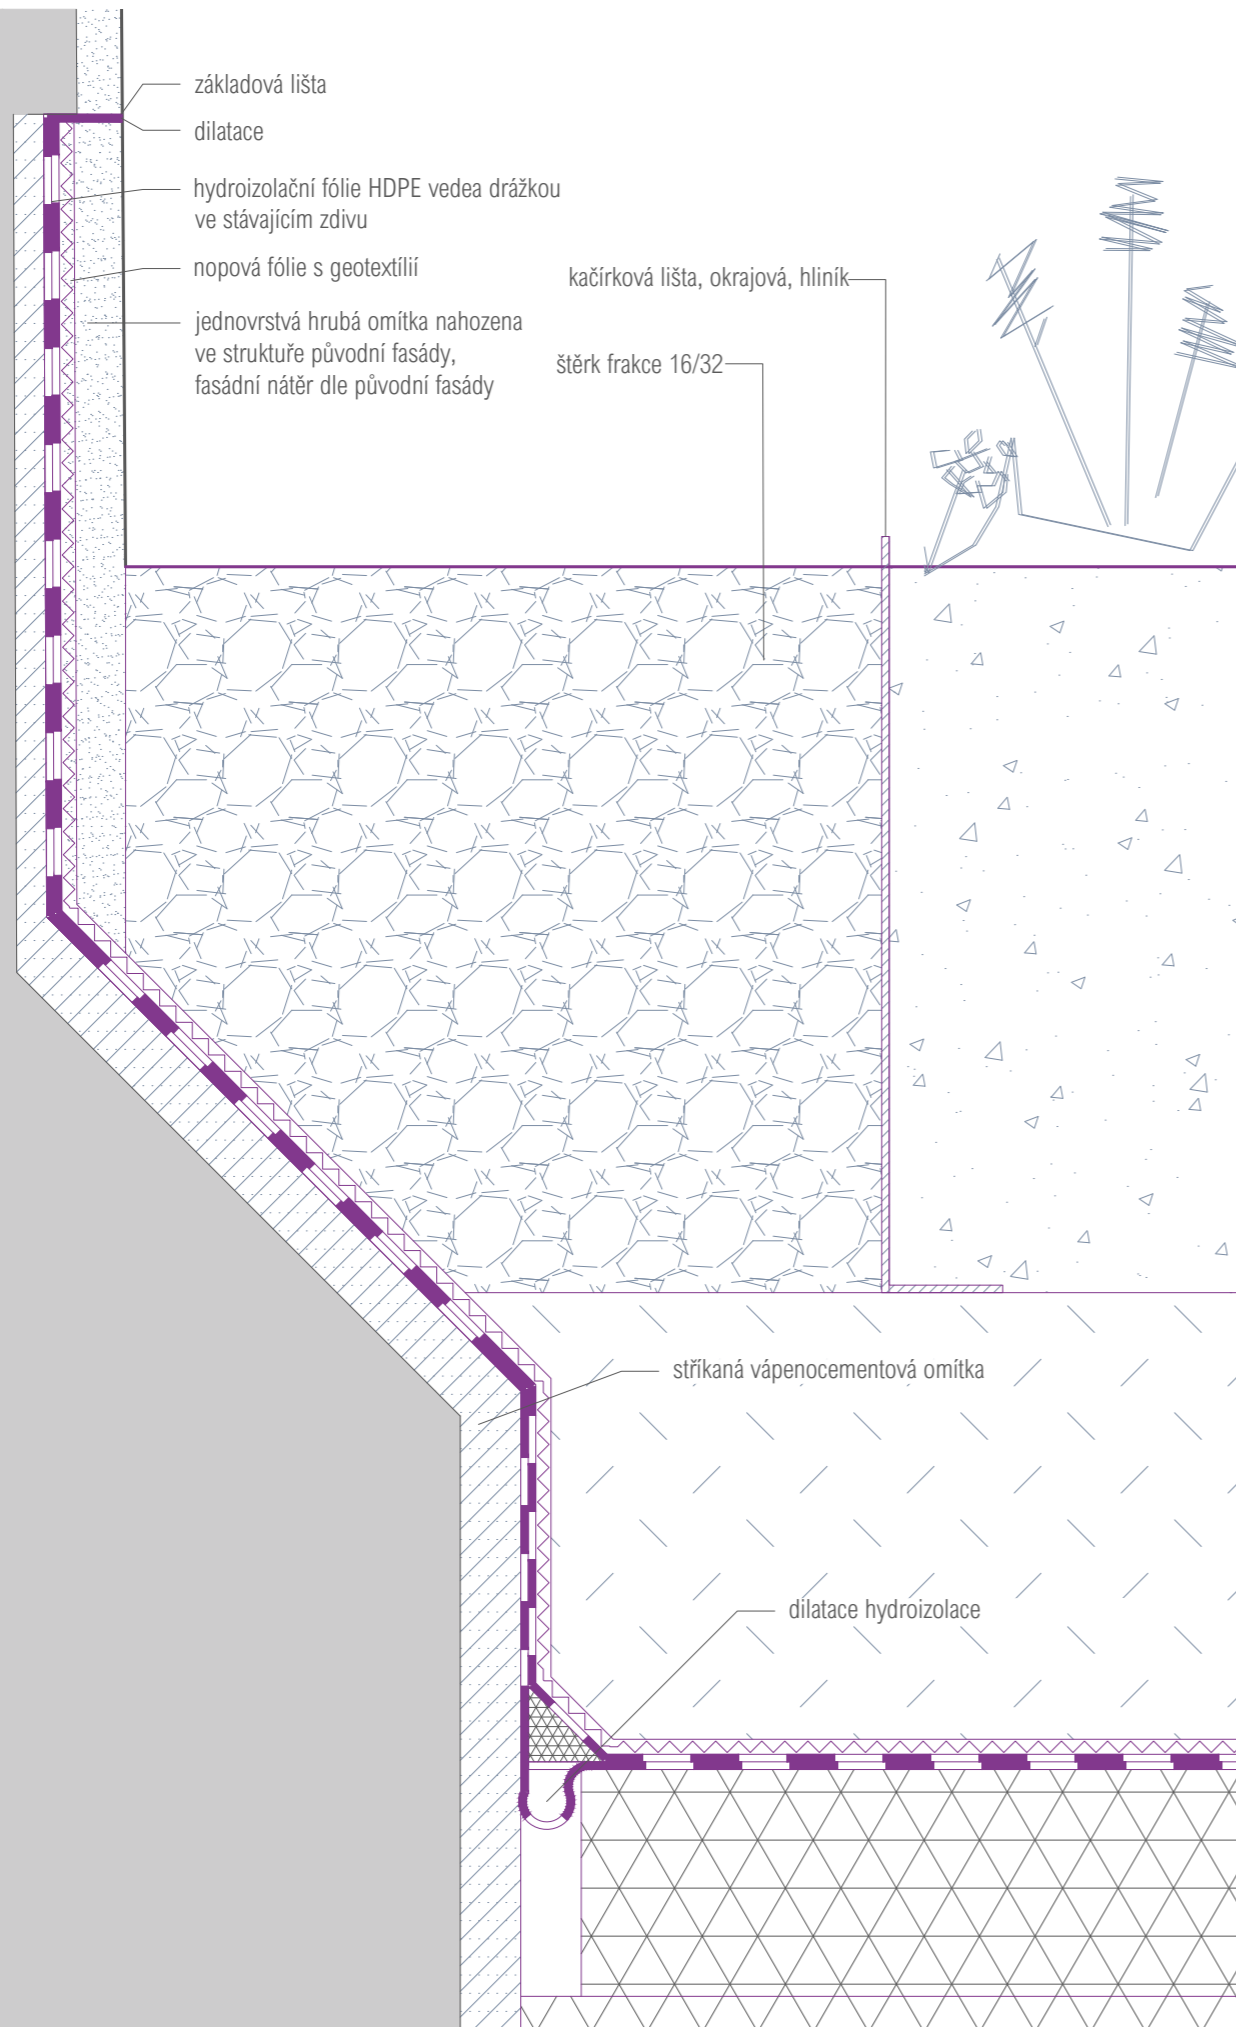 základová lišta
dilatace
hydroizolační fólie HDPE vedea drážkou
ve stávajícím zdivu
nopová fólie s geotextílií
kačírková lišta, okrajová, hliník
jednovrstvá hrubá omítka nahozena
ve struktuře původní fasády,
fasádní nátěr dle původní fasády
štěrk frakce 16/32
stříkaná vápenocementová omítka
dilatace hydroizolace